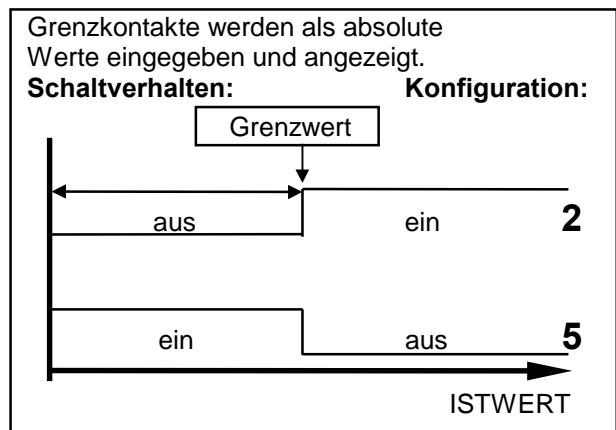 Grenzkontakte werden als absolute
Werte eingegeben und angezeigt.
Schaltverhalten: Konfiguration:
Grenzwert
aus ein 2
ein aus 5
ISTWERT